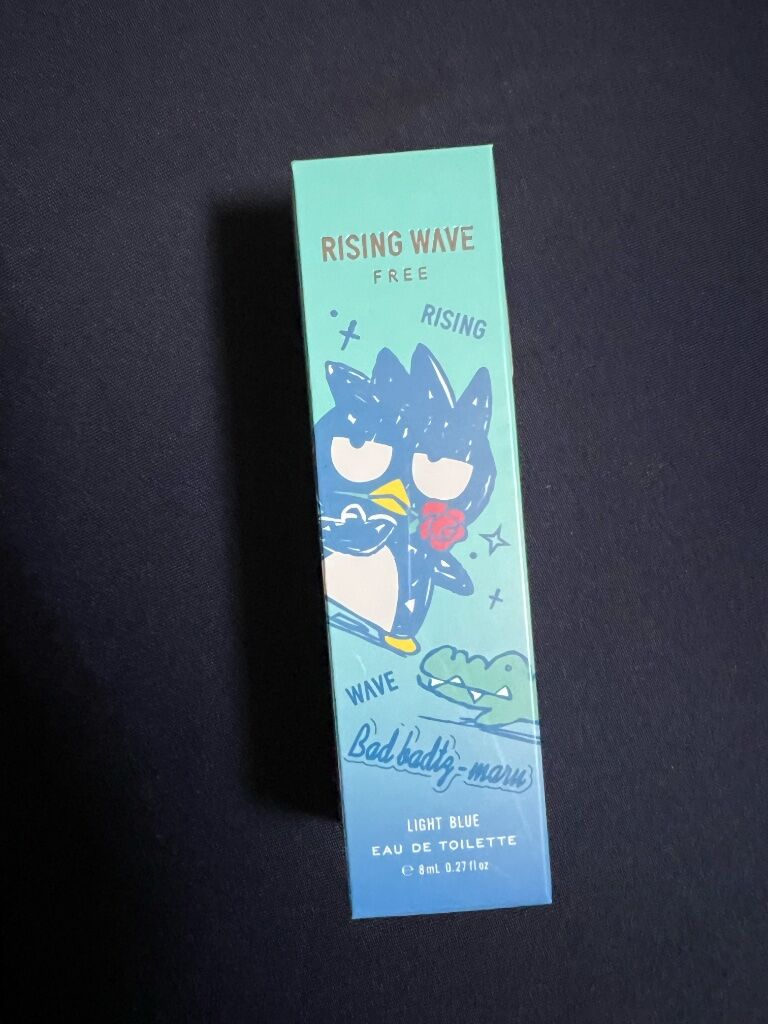 RISING WAVE
FREE
RISING
WAVE
Bad badtz-maru
LIGHT BLUE
EAU DE TOILETTE
℮ 8mL 0.27fl oz